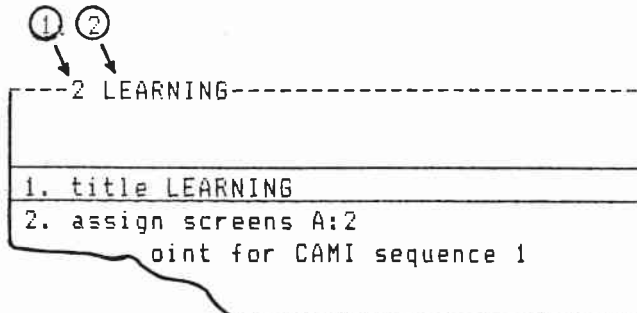 1. 2
---2 LEARNING------------------------------
1. title LEARNING
2. assign screens A:2
oint for CAMI sequence 1